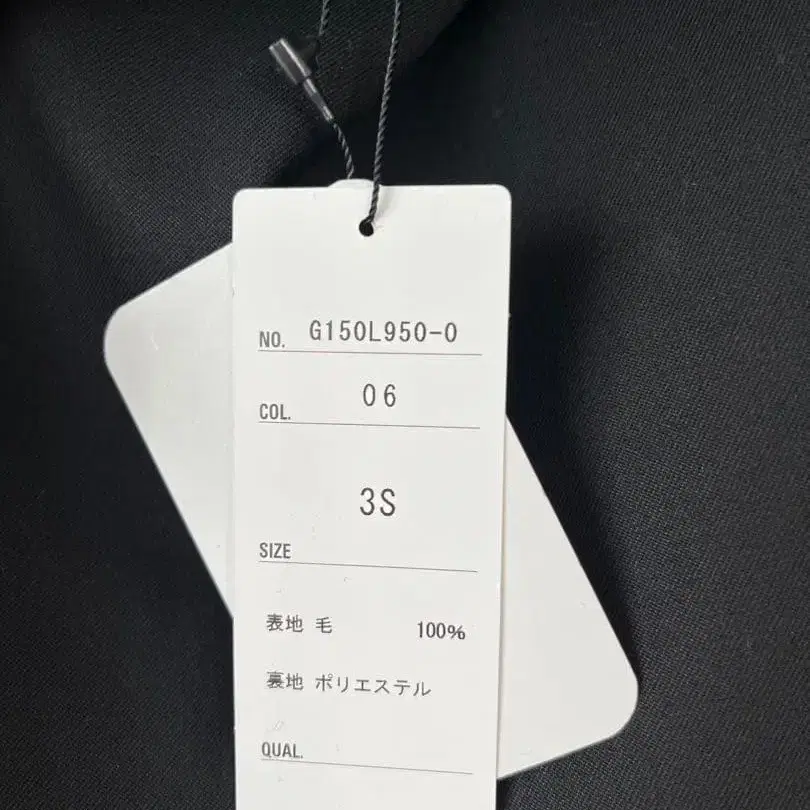 NO. G150L950-0
COL. 06
3S
SIZE
表地 毛 100%
裏地 ポリエステル
QUAL.